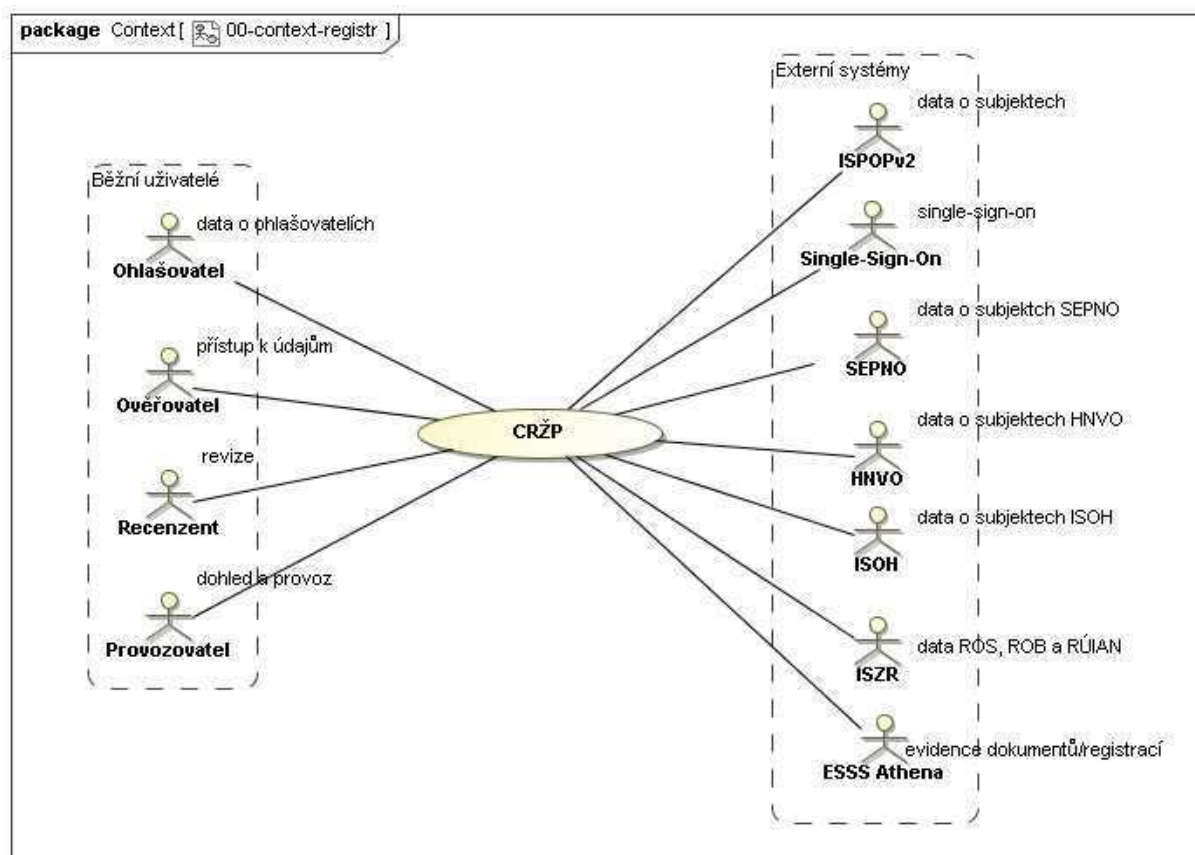 package Context [ 00-context-registr ]
Běžní uživatelé
data o ohlašovatelích
Ohlašovatel
přístup k údajům
Ověřovatel
revize
Recenzent
dohled a provoz
Provozovatel
CRŽP
Externí systémy
data o subjektech
ISPOPv2
single-sign-on
Single-Sign-On
data o subjektch SEPNO
SEPNO
data o subjektech HNVO
HNVO
data o subjektech ISOH
ISOH
data ROS, ROB a RÚIAN
ISZR
evidence dokumentů/registrací
ESSS Athena